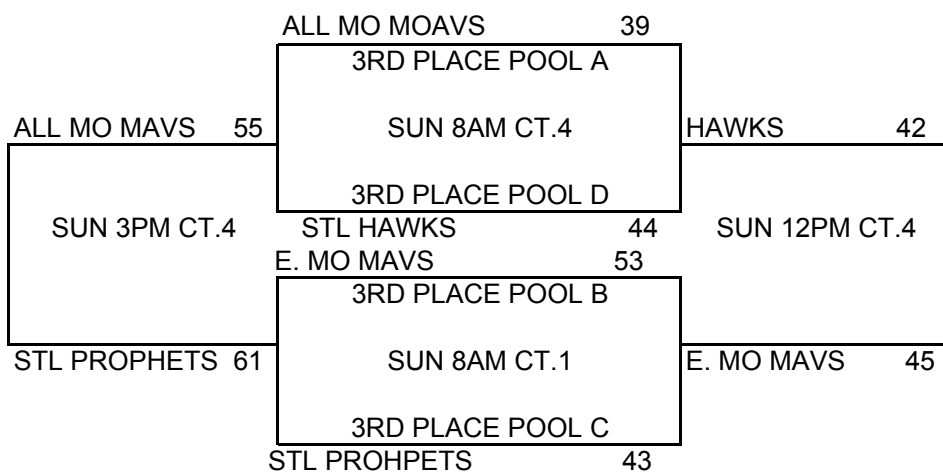 ALL MO MOAVS 39
3RD PLACE POOL A
ALL MO MAVS 55 SUN 8AM CT.4 HAWKS 42
3RD PLACE POOL D
SUN 3PM CT.4 STL HAWKS 44 SUN 12PM CT.4
E. MO MAVS 53
3RD PLACE POOL B
STL PROPHETS 61 SUN 8AM CT.1 E. MO MAVS 45
3RD PLACE POOL C
STL PROHPETS 43